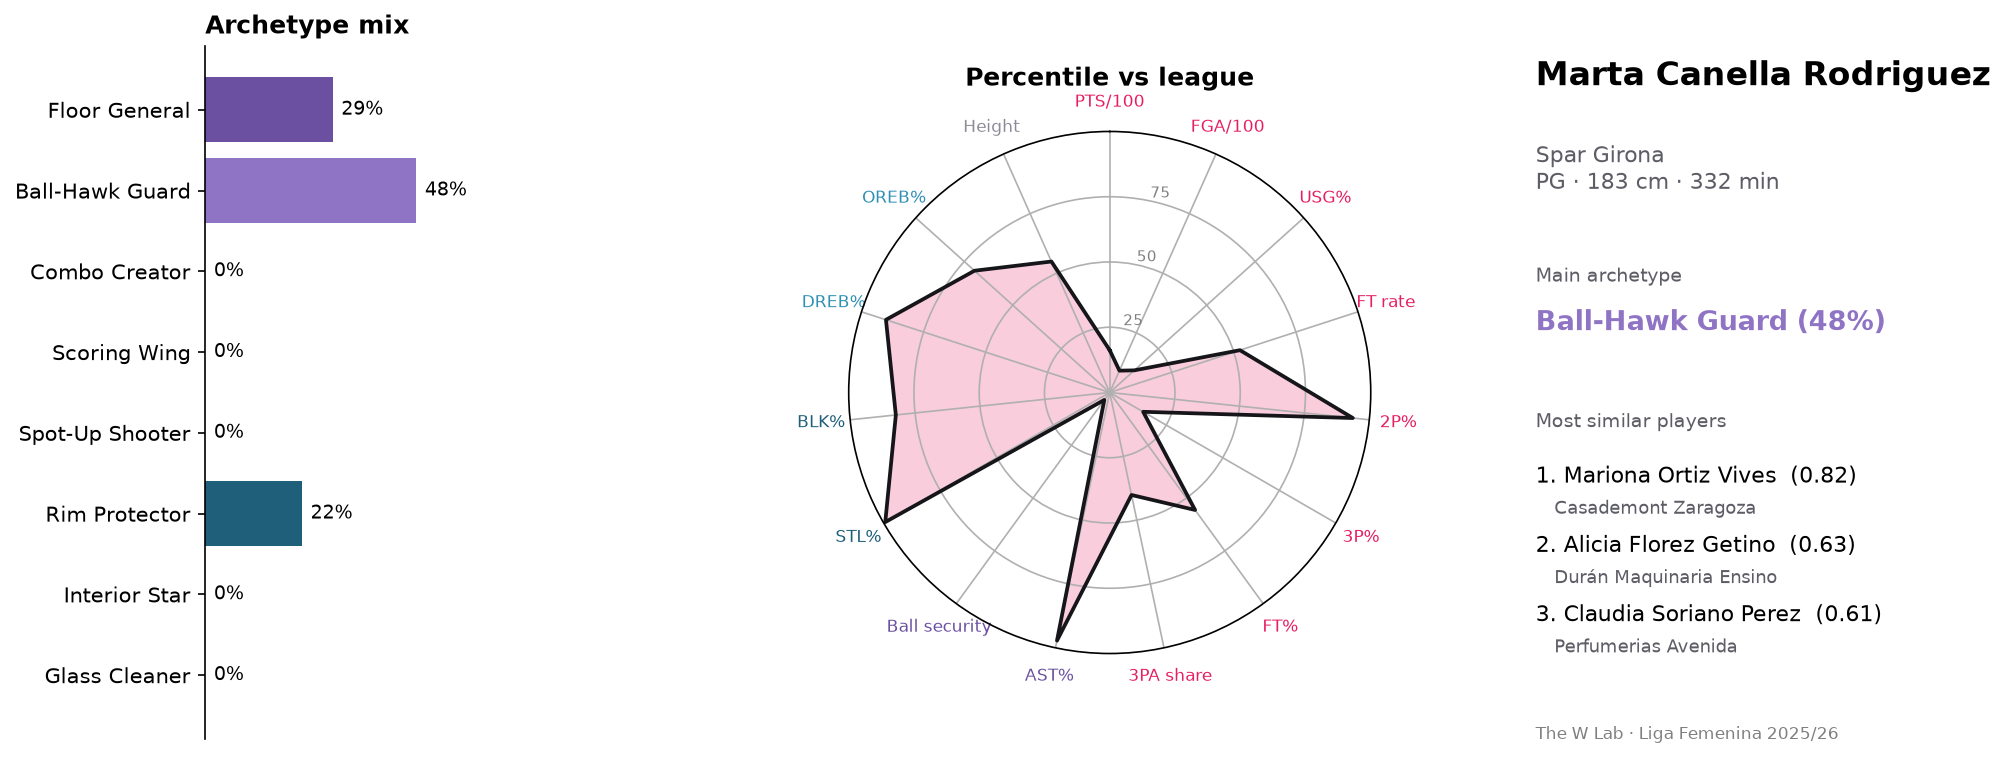 Archetype mix
Floor General
29%
Ball-Hawk Guard
48%
Combo Creator
0%
Scoring Wing
0%
Spot-Up Shooter
0%
Rim Protector
22%
Interior Star
0%
Glass Cleaner
0%
Percentile vs league
PTS/100
FGA/100
USG%
FT rate
2P%
3P%
FT%
3PA share
AST%
Ball security
STL%
BLK%
DREB%
OREB%
Height
75
50
25
Marta Canella Rodriguez
Spar Girona
PG · 183 cm · 332 min
Main archetype
Ball-Hawk Guard (48%)
Most similar players
1. Mariona Ortiz Vives (0.82)
Casademont Zaragoza
2. Alicia Florez Getino (0.63)
Durán Maquinaria Ensino
3. Claudia Soriano Perez (0.61)
Perfumerias Avenida
The W Lab · Liga Femenina 2025/26